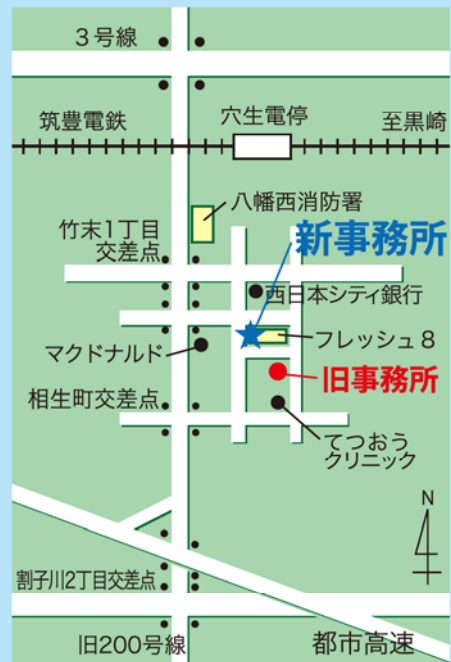 3号線
筑豊電鉄
穴生電停
至黒崎
八幡西消防署
竹末1丁目
交差点
新事務所
西日本シティ銀行
フレッシュ8
マクドナルド
旧事務所
相生町交差点
てつおう
クリニック
N
割子川2丁目交差点
旧200号線
都市高速